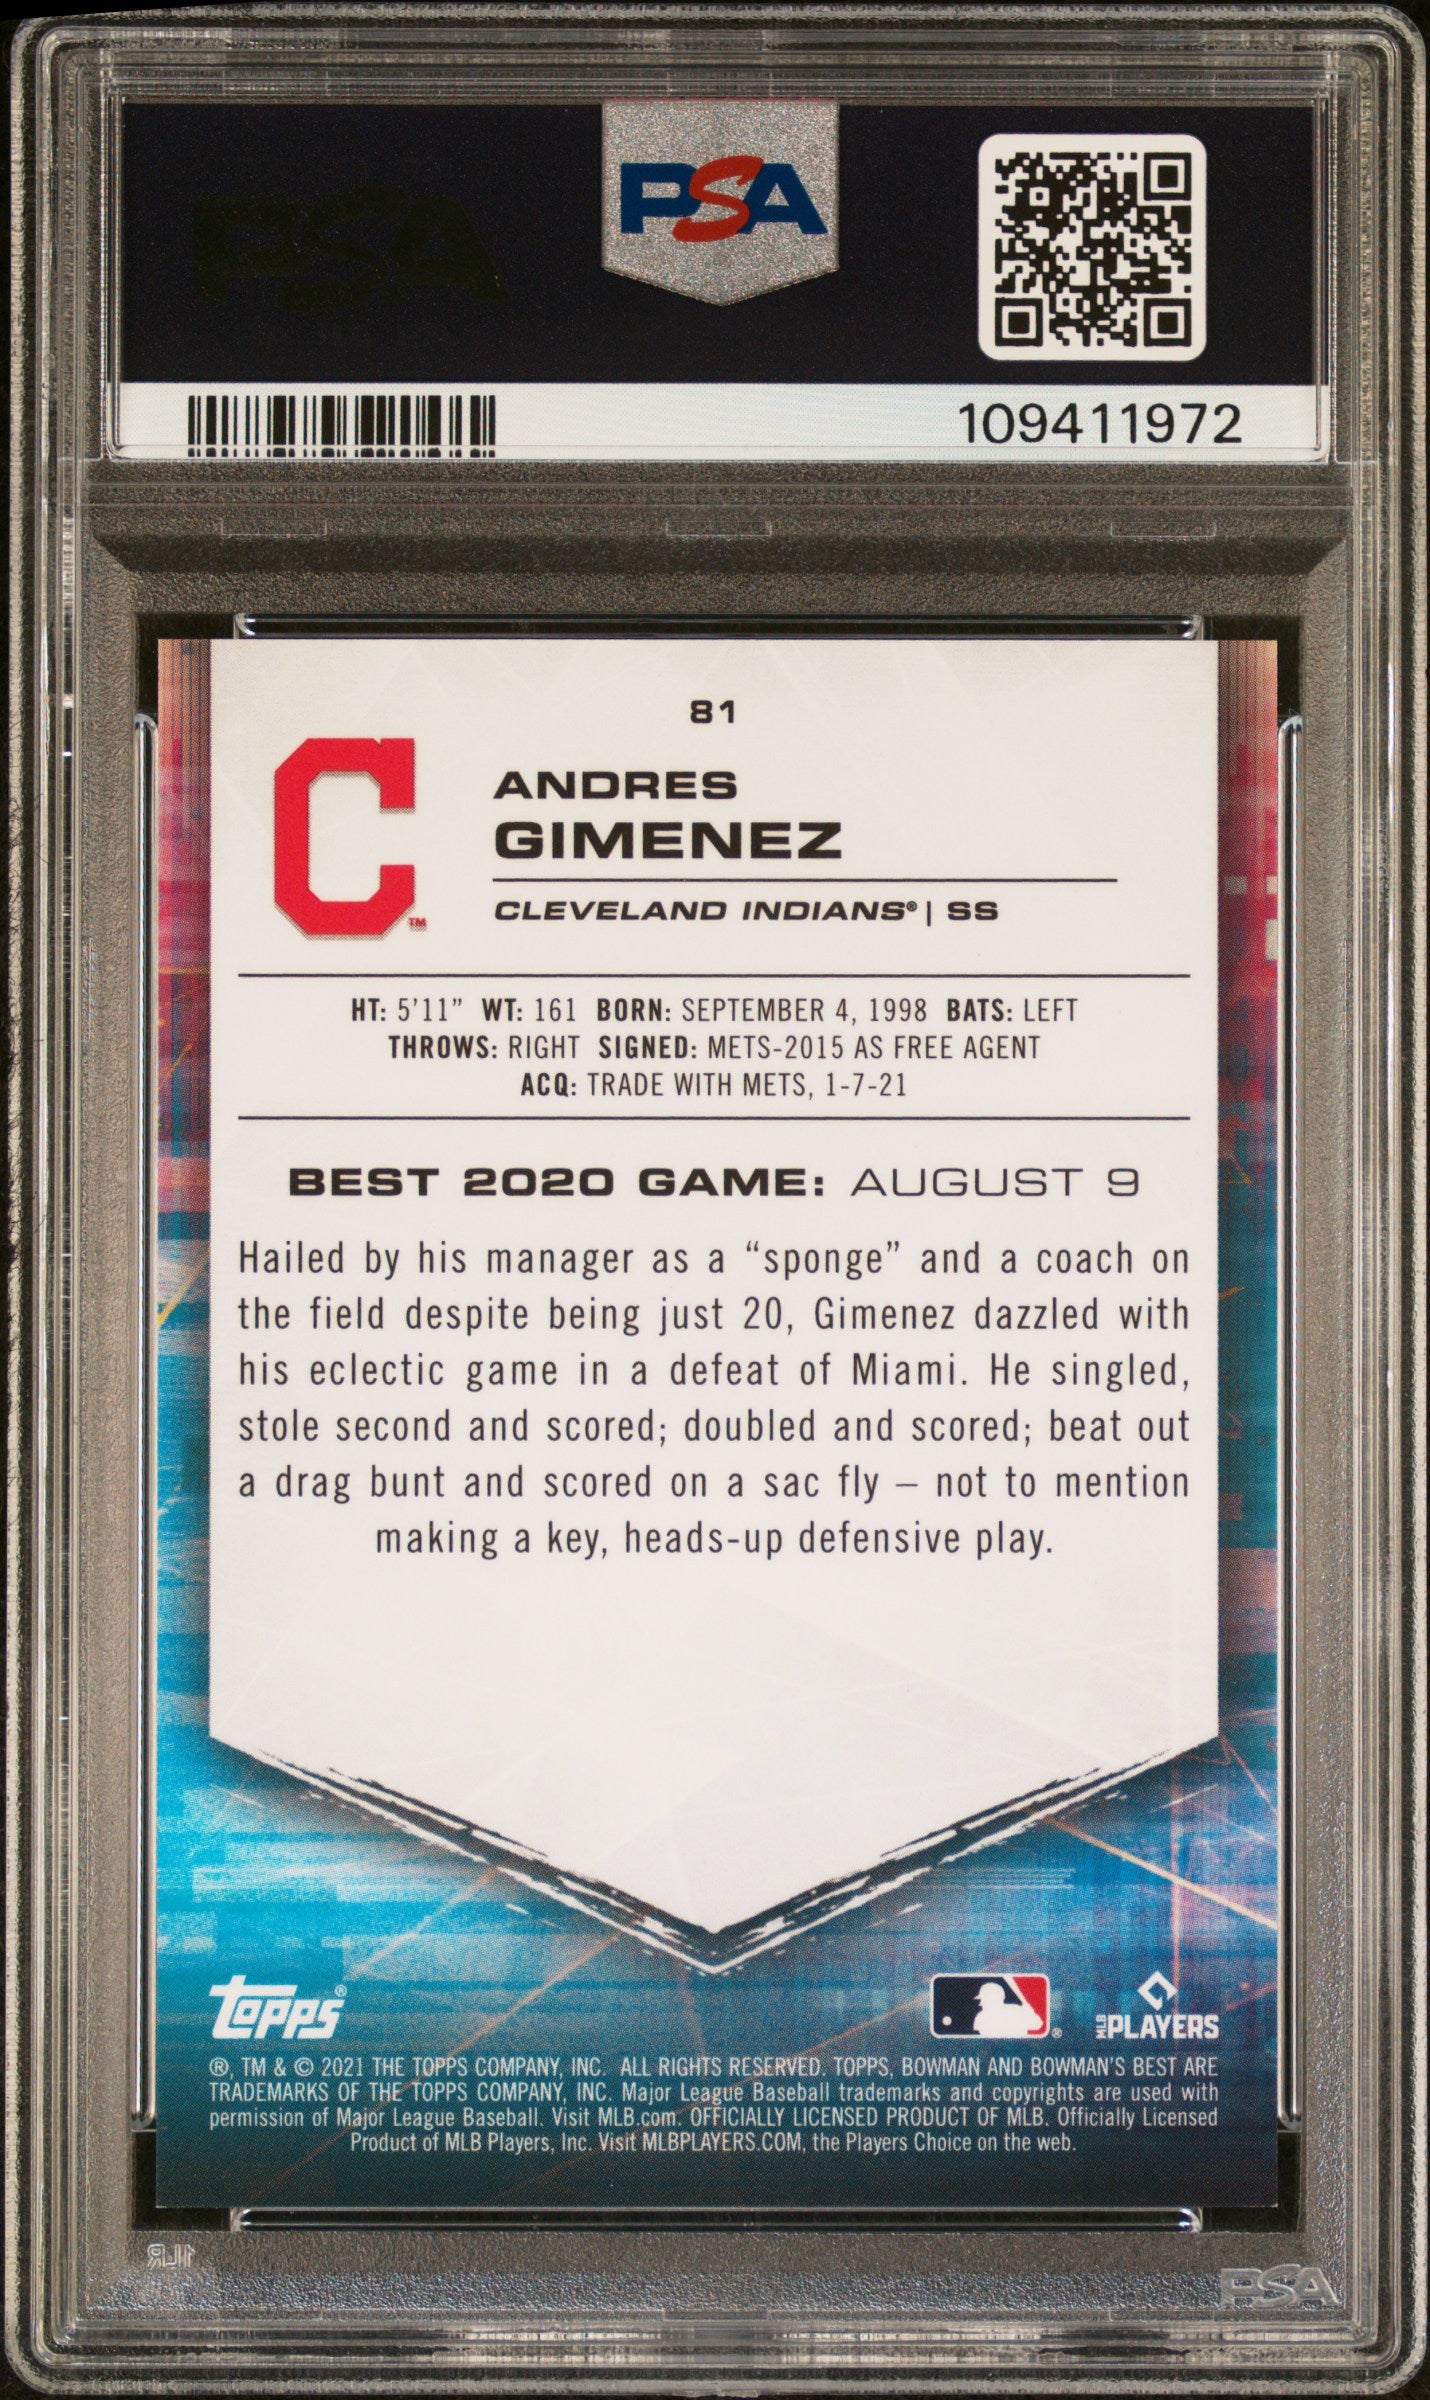 PSA
PSA
109411972
81
C
TM
ANDRES
GIMENEZ
CLEVELAND INDIANS® | SS
HT: 5'11" WT: 161 BORN: SEPTEMBER 4, 1998 BATS: LEFT
THROWS: RIGHT SIGNED: METS-2015 AS FREE AGENT
ACQ: TRADE WITH METS, 1-7-21
BEST 2020 GAME: AUGUST 9
Hailed by his manager as a “sponge” and a coach on
the field despite being just 20, Gimenez dazzled with
his eclectic game in a defeat of Miami. He singled,
stole second and scored; doubled and scored; beat out
a drag bunt and scored on a sac fly – not to mention
making a key, heads-up defensive play.
Topps®
®
MLB PLAYERS
®, TM & © 2021 THE TOPPS COMPANY, INC. ALL RIGHTS RESERVED. TOPPS, BOWMAN AND BOWMAN'S BEST ARE
TRADEMARKS OF THE TOPPS COMPANY, INC. Major League Baseball trademarks and copyrights are used with
permission of Major League Baseball. Visit MLB.com. OFFICIALLY LICENSED PRODUCT OF MLB. Officially Licensed
Product of MLB Players, Inc. Visit MLBPLAYERS.COM, the Players Choice on the web.
PSA